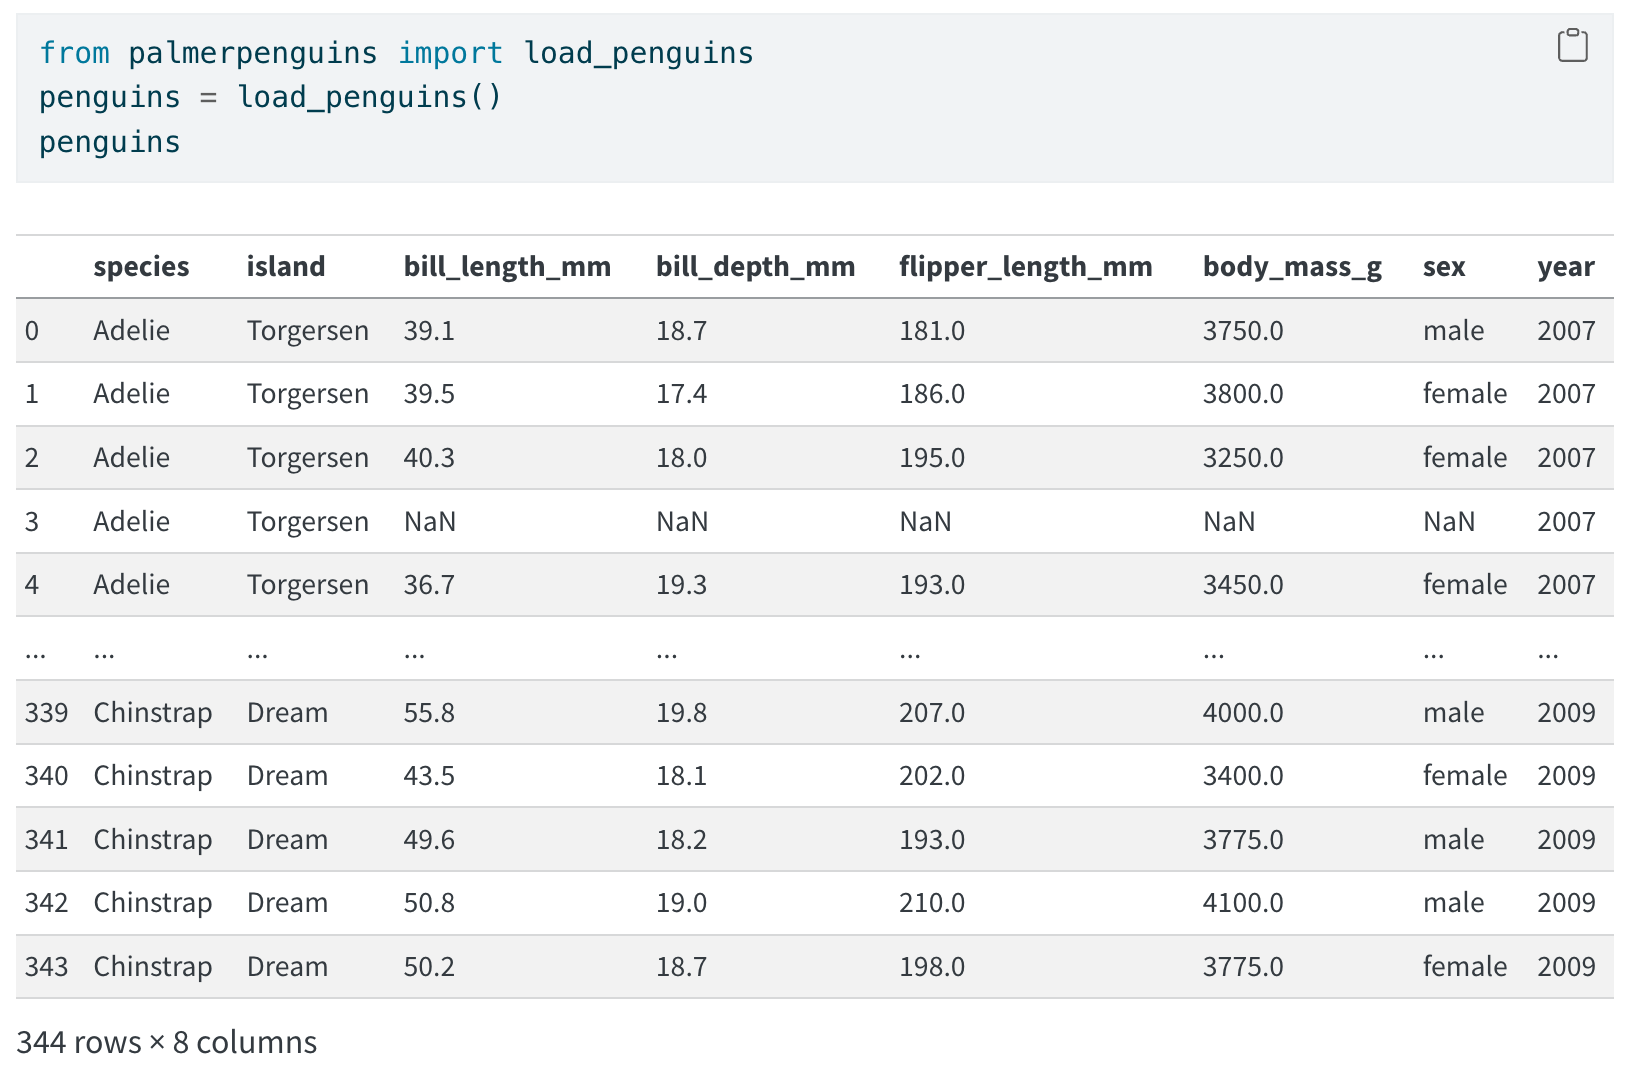 from palmerpenguins import load_penguins
penguins = load_penguins()
penguins
species island bill_length_mm bill_depth_mm flipper_length_mm body_mass_g sex year
0 Adelie Torgersen 39.1 18.7 181.0 3750.0 male 2007
1 Adelie Torgersen 39.5 17.4 186.0 3800.0 female 2007
2 Adelie Torgersen 40.3 18.0 195.0 3250.0 female 2007
3 Adelie Torgersen NaN NaN NaN NaN NaN 2007
4 Adelie Torgersen 36.7 19.3 193.0 3450.0 female 2007
... ... ... ... ... ... ... ... ...
339 Chinstrap Dream 55.8 19.8 207.0 4000.0 male 2009
340 Chinstrap Dream 43.5 18.1 202.0 3400.0 female 2009
341 Chinstrap Dream 49.6 18.2 193.0 3775.0 male 2009
342 Chinstrap Dream 50.8 19.0 210.0 4100.0 male 2009
343 Chinstrap Dream 50.2 18.7 198.0 3775.0 female 2009
344 rows × 8 columns